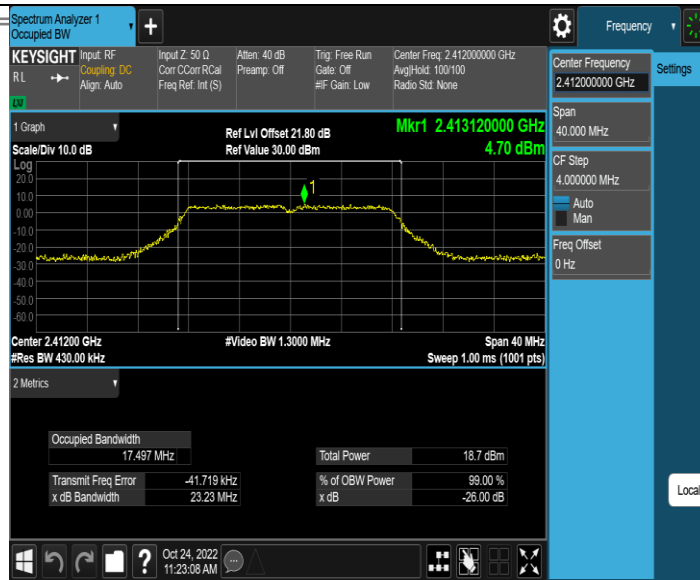 Spectrum Analyzer 1
Occupied BW
+
Frequency
KEYSIGHT
R L
LXI
Input: RF
Coupling: DC
Align: Auto
Input Z: 50 Ω
Corr CCorr RCal
Freq Ref: Int (S)
Atten: 40 dB
Preamp: Off
Trig: Free Run
Gate: Off
#IF Gain: Low
Center Freq: 2.412000000 GHz
Avg|Hold: 100/100
Radio Std: None
Center Frequency
2.412000000 GHz
Settings
Span
40.000 MHz
CF Step
4.000000 MHz
Auto
Man
Freq Offset
0 Hz
Local
1 Graph
Scale/Div 10.0 dB
Ref Lvl Offset 21.80 dB
Ref Value 30.00 dBm
Mkr1 2.413120000 GHz
4.70 dBm
Log
20.0
10.0
0.00
-10.0
-20.0
-30.0
-40.0
-50.0
-60.0
1
Center 2.41200 GHz
#Res BW 430.00 kHz
#Video BW 1.3000 MHz
Span 40 MHz
Sweep 1.00 ms (1001 pts)
2 Metrics
Occupied Bandwidth
17.497 MHz
Total Power 18.7 dBm
Transmit Freq Error -41.719 kHz
% of OBW Power 99.00 %
x dB Bandwidth 23.23 MHz
x dB -26.00 dB
?
Oct 24, 2022
11:23:08 AM